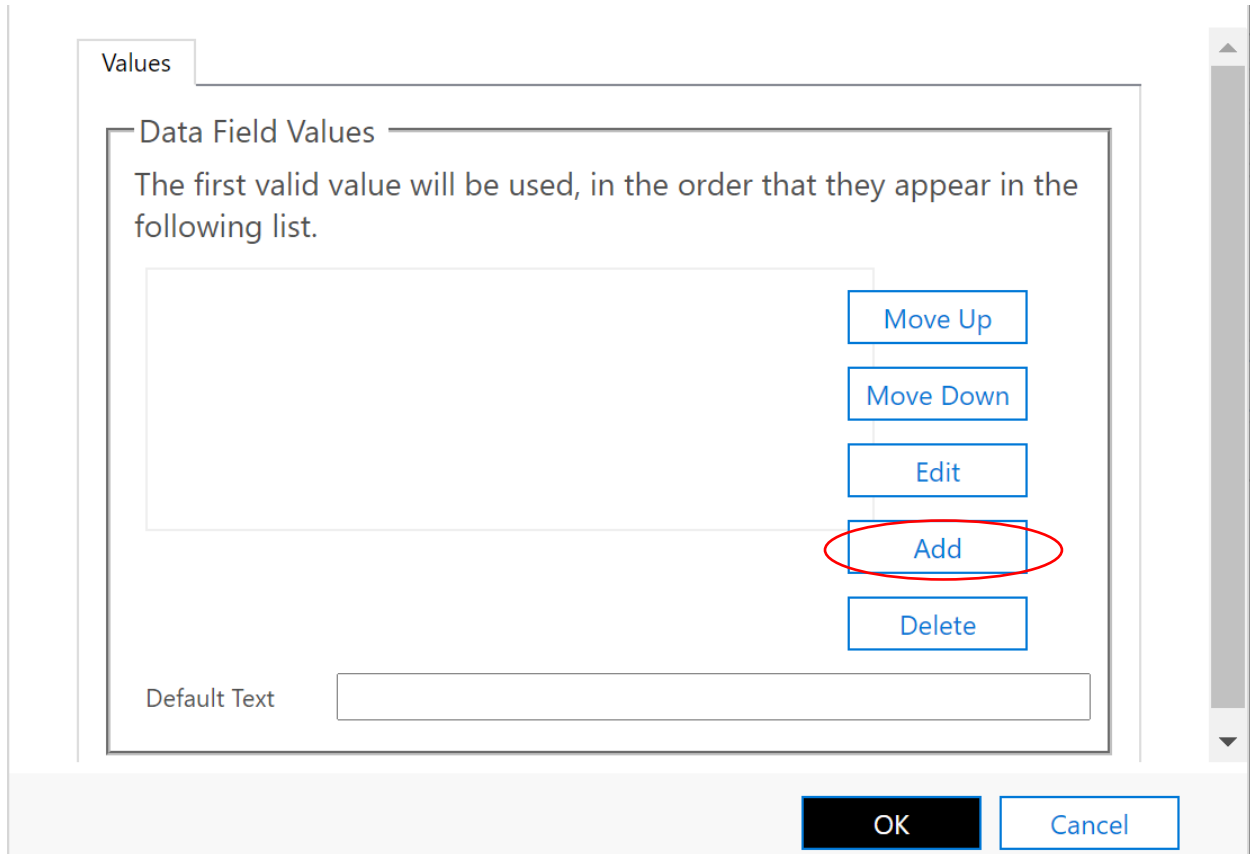 Values
Data Field Values
The first valid value will be used, in the order that they appear in the
following list.
Move Up
Move Down
Edit
Add
Delete
Default Text
OK
Cancel